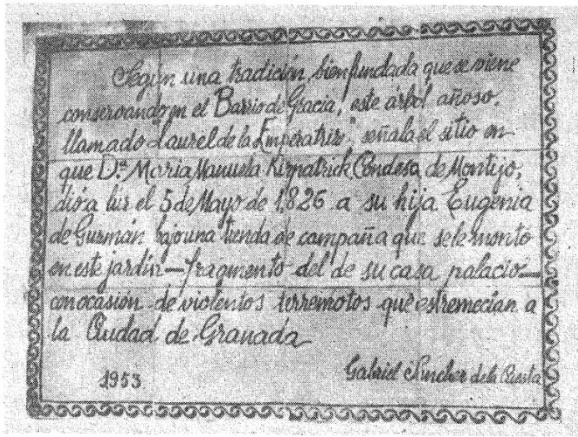 Según una tradición, bien fundada que se viene
conservando en el Barrio de Gracia, este árbol añoso,
llamado "Laurel de la Emperatriz," señala el sitio en
que D.ª Maria Manuela Kirpatrick Condesa de Montijo,
dió a luz el 5 de Mayo de 1,826 a su hija Eugenia
de Guzmán bajo una tienda de campaña que se le montó
en este jardín—fragmento del de su casa palacio—
con ocasión de violentos terremotos que estremecían a
la Ciudad de Granada
1953
Gabriel de la Cuesta